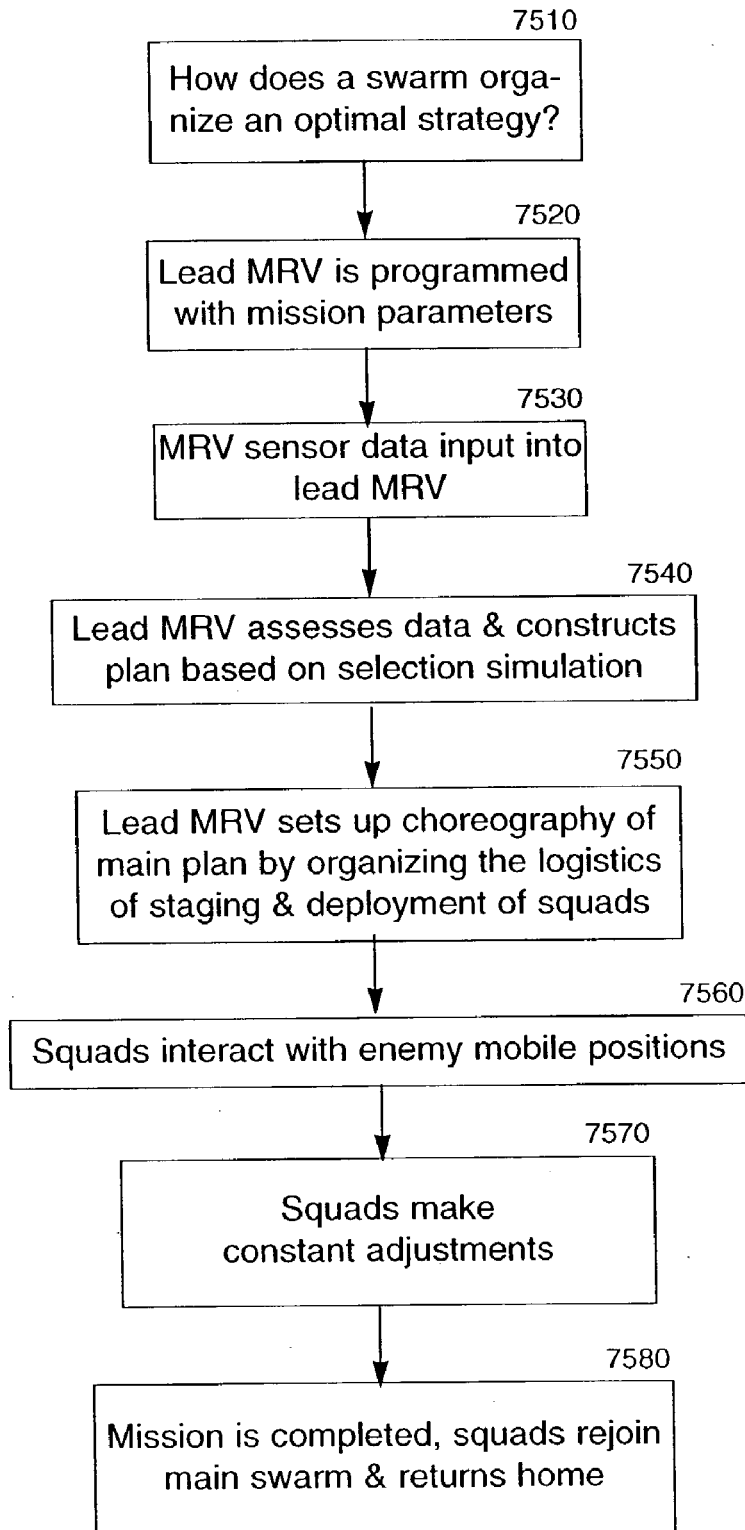 7510
How does a swarm orga-
nize an optimal strategy?
7520
Lead MRV is programmed
with mission parameters
7530
MRV sensor data input into
lead MRV
7540
Lead MRV assesses data & constructs
plan based on selection simulation
7550
Lead MRV sets up choreography of
main plan by organizing the logistics
of staging & deployment of squads
7560
Squads interact with enemy mobile positions
7570
Squads make
constant adjustments
7580
Mission is completed, squads rejoin
main swarm & returns home